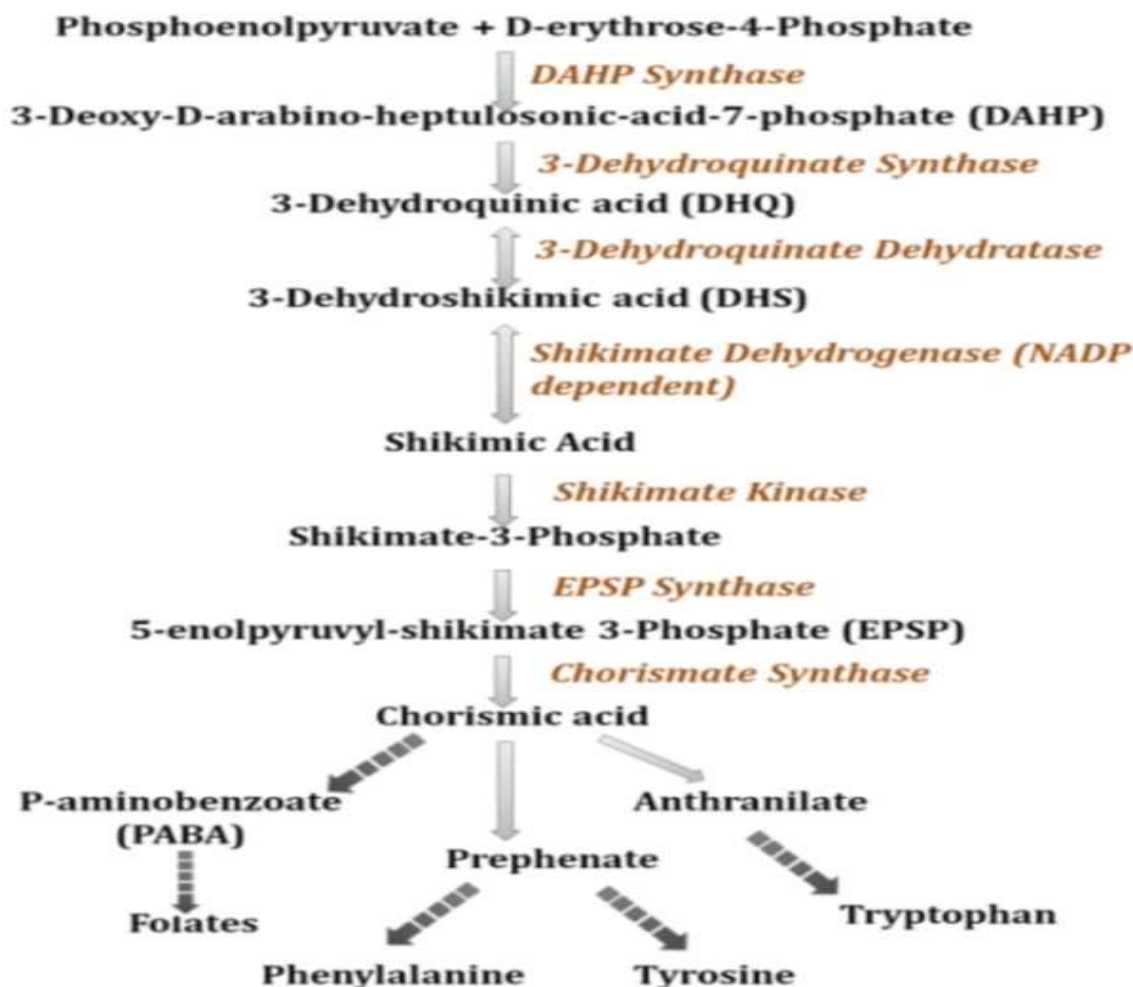 Phosphoenolpyruvate + D-erythrose-4-Phosphate
DAHP Synthase
3-Deoxy-D-arabino-heptulosonic-acid-7-phosphate (DAHP)
3-Dehydroquinate Synthase
3-Dehydroquinic acid (DHQ)
3-Dehydroquinate Dehydratase
3-Dehydroshikimic acid (DHS)
Shikimate Dehydrogenase (NADP
dependent)
Shikimic Acid
Shikimate Kinase
Shikimate-3-Phosphate
EPSP Synthase
5-enolpyruvyl-shikimate 3-Phosphate (EPSP)
Chorismate Synthase
Chorismic acid
P-aminobenzoate
(PABA)
Anthranilate
Prephenate
Folates
Tryptophan
Phenylalanine
Tyrosine